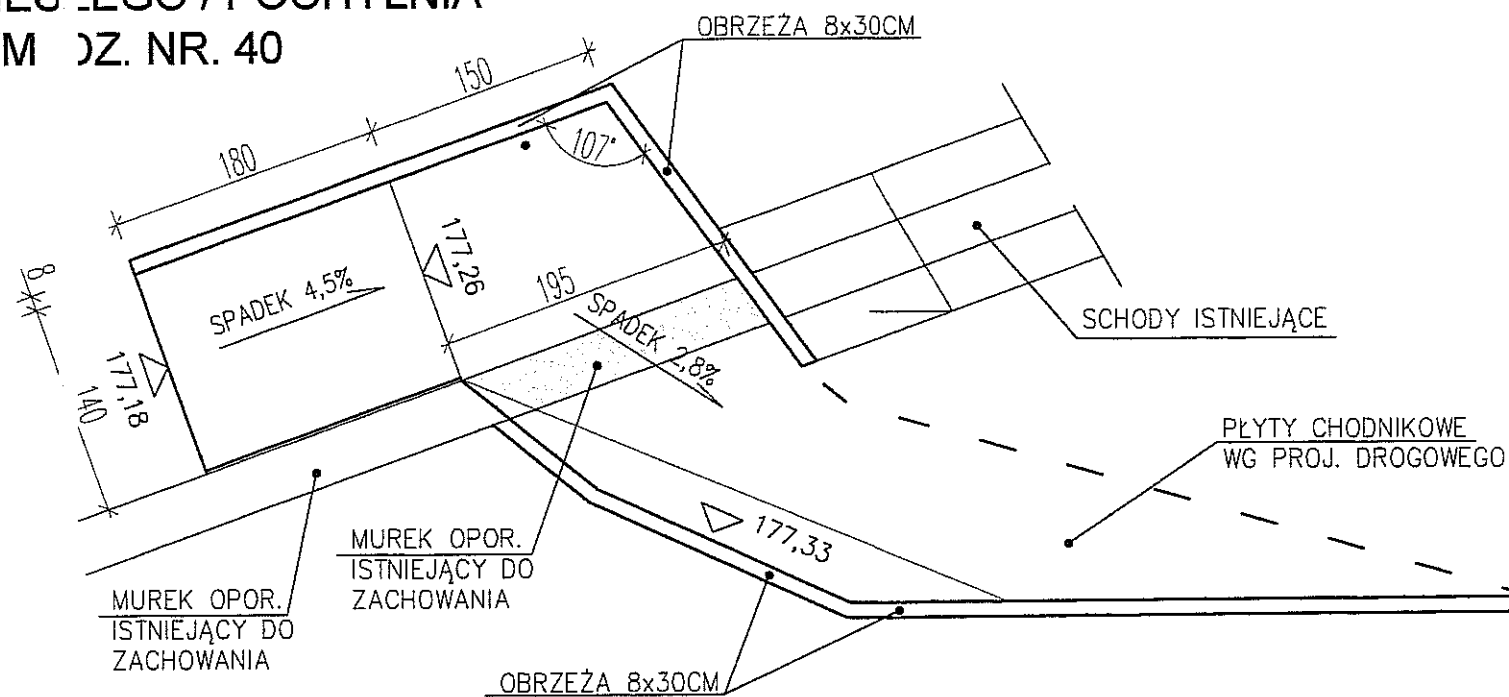 M DZ. NR. 40
OBRZEŻA 8x30CM
150
180
107°
177,26
8
SPADEK 4,5%
195
SPADEK 2,8%
SCHODY ISTNIEJĄCE
177,18
140
PŁYTY CHODNIKOWE
WG PROJ. DROGOWEGO
177,33
MUREK OPOR.
ISTNIEJĄCY DO
ZACHOWANIA
MUREK OPOR.
ISTNIEJĄCY DO
ZACHOWANIA
OBRZEŻA 8x30CM